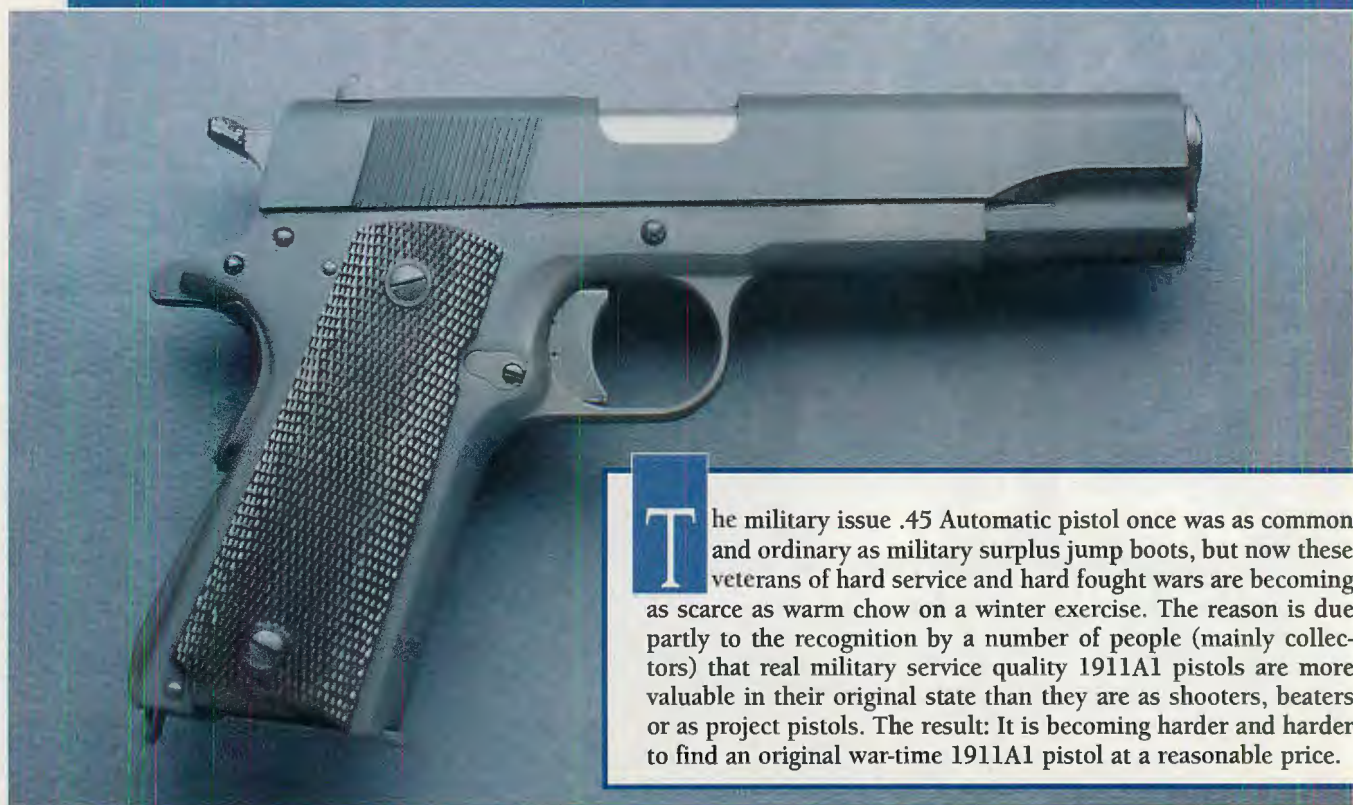 The military issue .45 Automatic pistol once was as common
and ordinary as military surplus jump boots, but now these
veterans of hard service and hard fought wars are becoming
as scarce as warm chow on a winter exercise. The reason is due
partly to the recognition by a number of people (mainly collec-
tors) that real military service quality 1911A1 pistols are more
valuable in their original state than they are as shooters, beaters
or as project pistols. The result: It is becoming harder and harder
to find an original war-time 1911A1 pistol at a reasonable price.